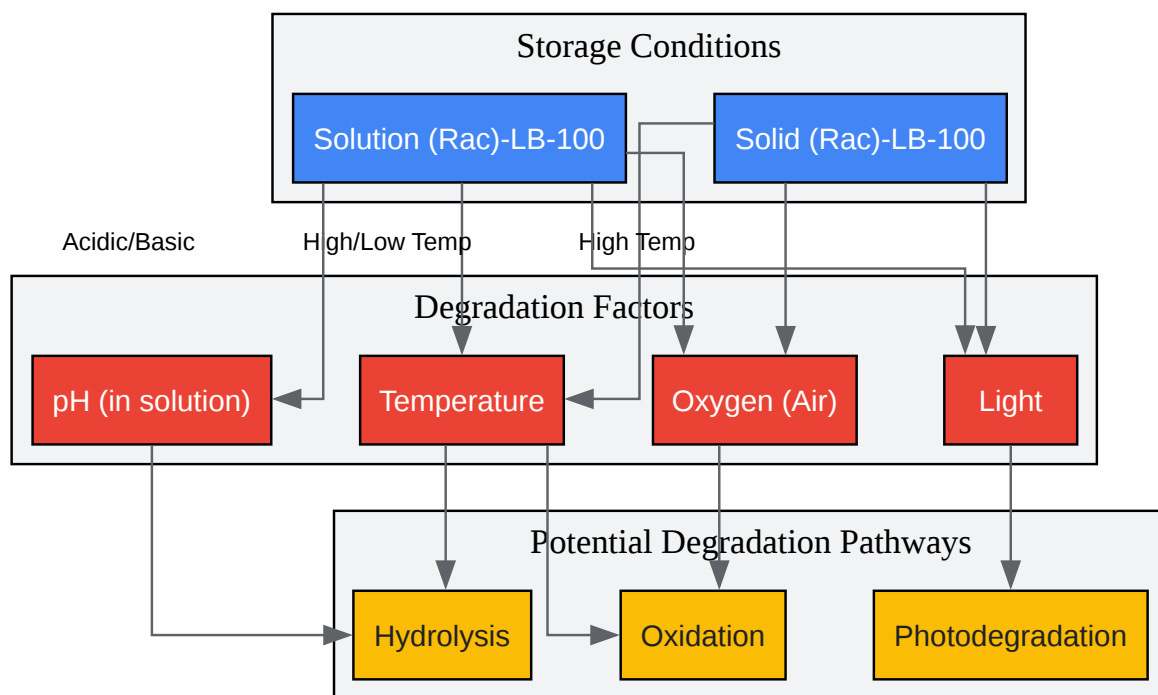 Storage Conditions
Solution (Rac)-LB-100
Solid (Rac)-LB-100
Acidic/Basic
High/Low Temp
High Temp
Degradation Factors
pH (in solution)
Temperature
Oxygen (Air)
Light
Potential Degradation Pathways
Hydrolysis
Oxidation
Photodegradation